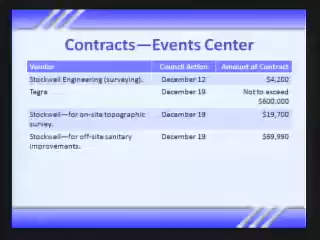 Contracts—Events Center
Vendor Council Action Amount of Contract
Stockwell Engineering (surveying). December 12 $4,200
Tegra December 19 Not to exceed
$600,000
Stockwell—for on-site topographic December 19 $19,700
survey.
Stockwell—for off-site sanitary December 19 $69,990
improvements.